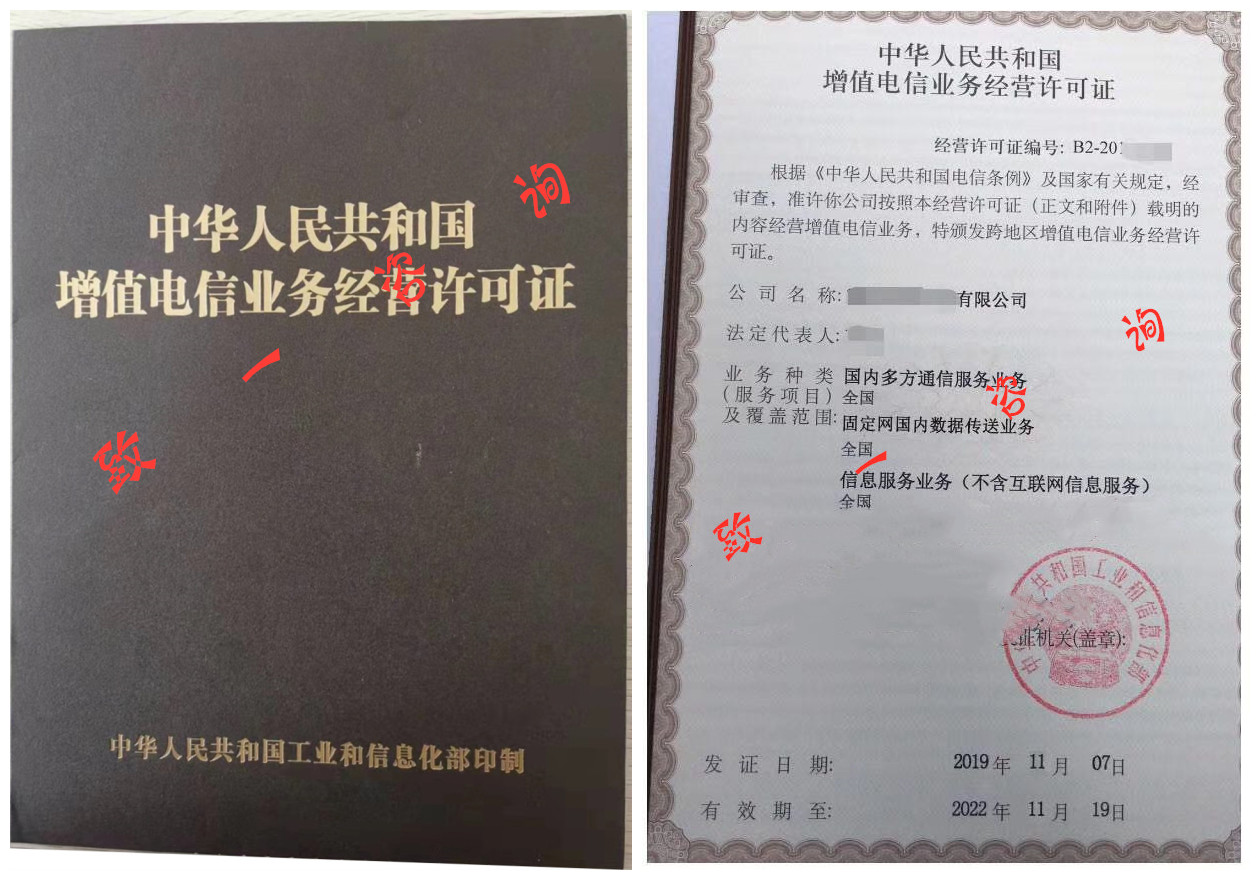 中华人民共和国
增值电信业务经营许可证
询
咨
一
中华人民共和国工业和信息化部印制
中华人民共和国
增值电信业务经营许可证
经营许可证编号: B2-201
根据《中华人民共和国电信条例》及国家有关规定,经
审查,准许你公司按照本经营许可证(正文和附件)载明的
内容经营增值电信业务,特颁发跨地区增值电信业务经营许
可证。
公司名称: 有限公司
法定代表人:
询
业务种类 国内多方通信服务业务
(服务项目) 全国
咨
及覆盖范围: 固定网国内数据传送业务
全国
一
信息服务业务(不含互联网信息服务)
全国
中华 共和国工业和信息化部
证机关(盖章):
发证日期: 2019年 11月 07日
有效期至: 2022年 11月 19日